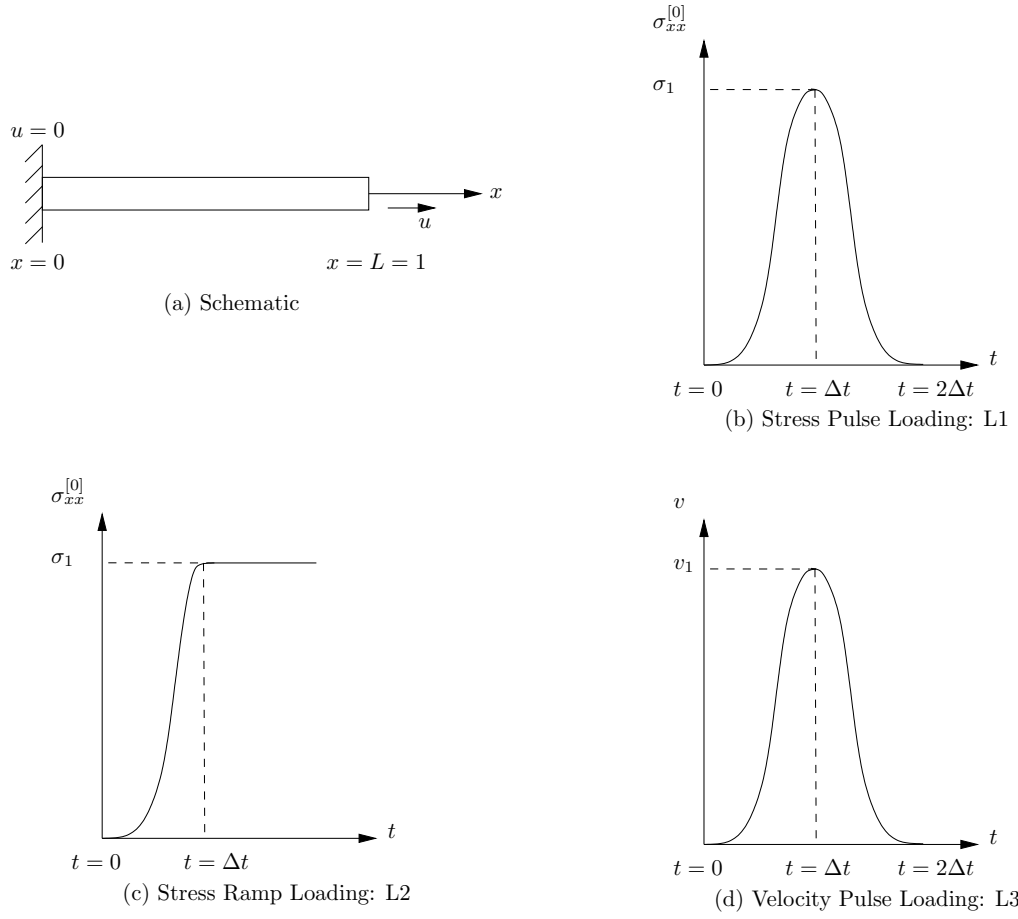 u = 0
x
u
x = 0
x = L = 1
(a) Schematic
σ_{xx}^{[0]}
σ_1
t
t = 0
t = Δt
t = 2Δt
(b) Stress Pulse Loading: L1
σ_{xx}^{[0]}
σ_1
t
t = 0
t = Δt
(c) Stress Ramp Loading: L2
v
v_1
t
t = 0
t = Δt
t = 2Δt
(d) Velocity Pulse Loading: L3